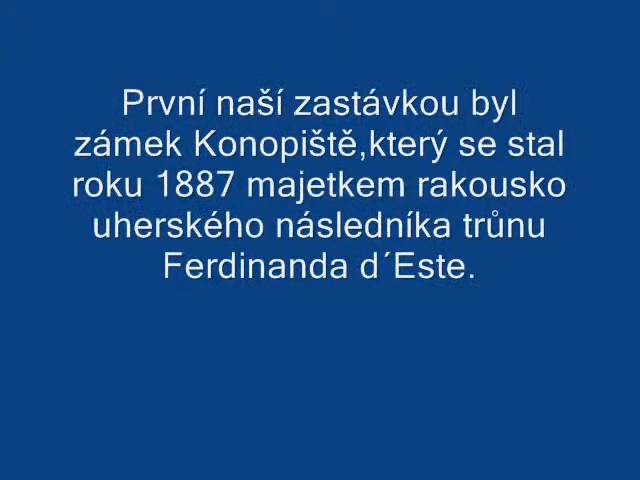 První naší zastávkou byl
zámek Konopiště,který se stal
roku 1887 majetkem rakousko
uherského následníka trůnu
Ferdinanda d´Este.